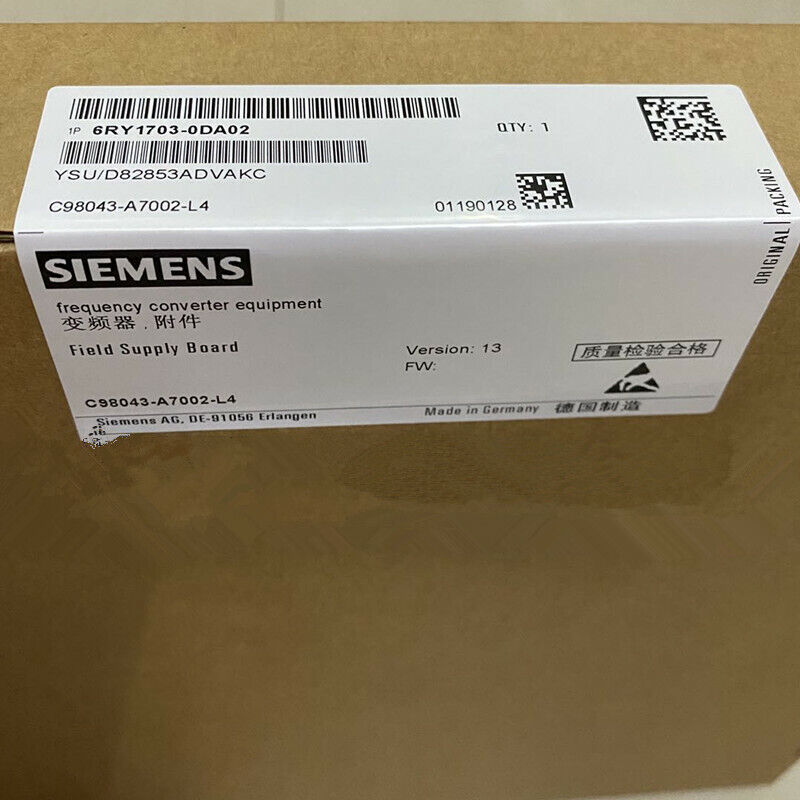 1P 6RY1703-0DA02
QTY: 1
YSU/D82853ADVAKC
C98043-A7002-L4
01190128
ORIGINAL PACKING
SIEMENS
frequency converter equipment
变频器 . 附件
Field Supply Board
Version: 13
FW:
质量检验合格
C98043-A7002-L4
Siemens AG, DE-91056 Erlangen
Made in Germany 德国制造